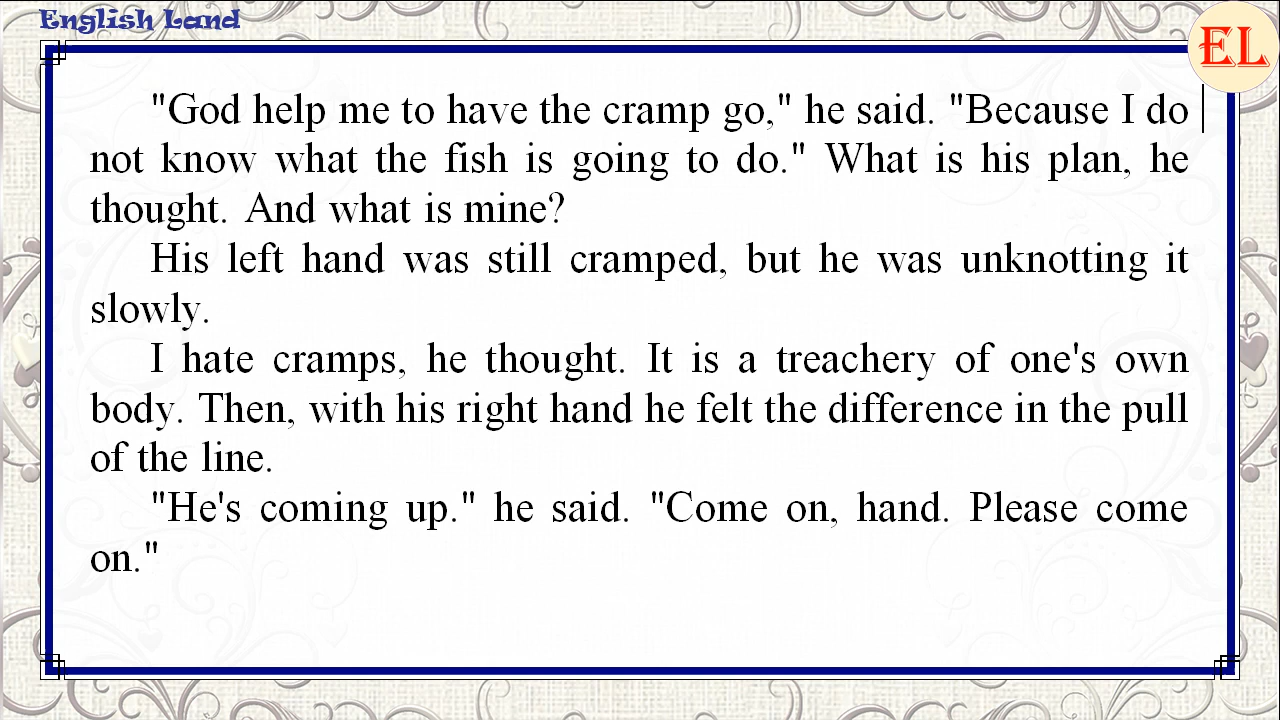 English Land
EL
"God help me to have the cramp go," he said. "Because I do
not know what the fish is going to do." What is his plan, he
thought. And what is mine?
His left hand was still cramped, but he was unknotting it
slowly.
I hate cramps, he thought. It is a treachery of one's own
body. Then, with his right hand he felt the difference in the pull
of the line.
"He's coming up." he said. "Come on, hand. Please come
on."